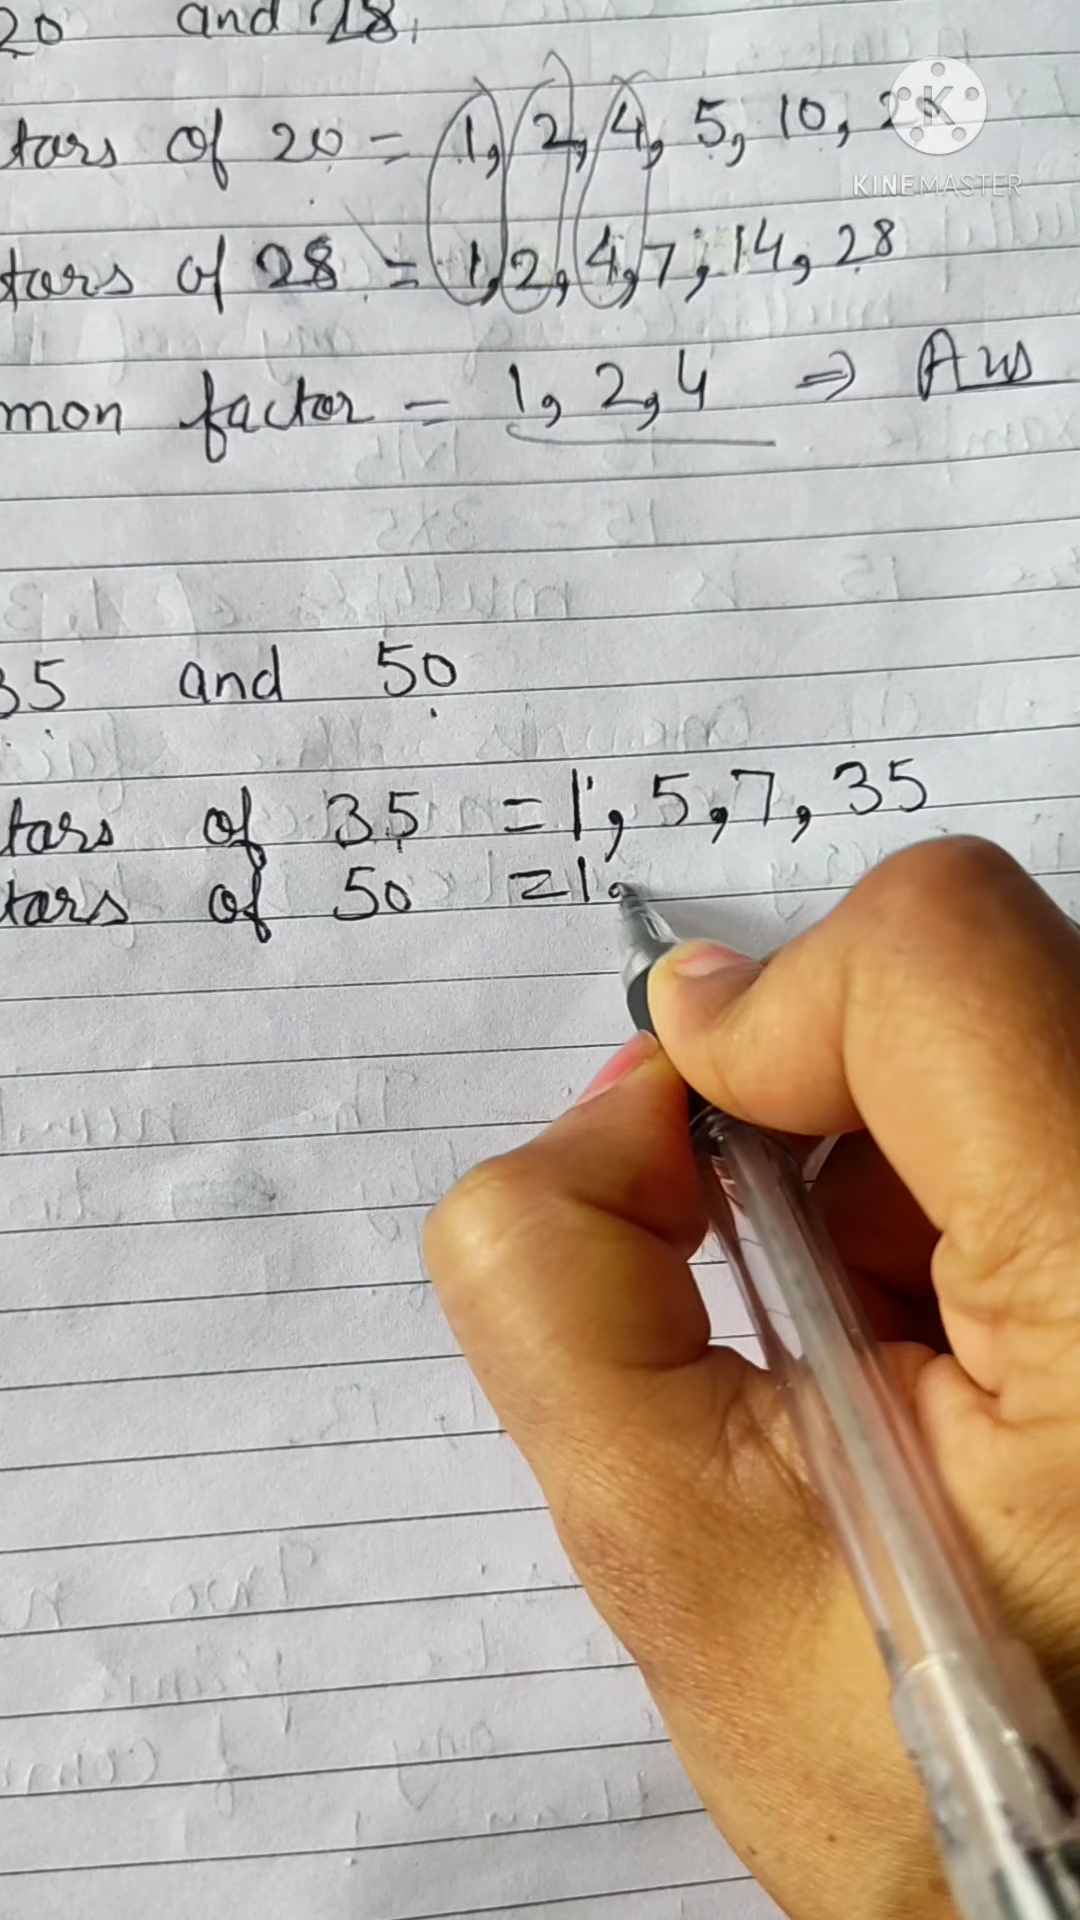 20 and 28,
tors of 20 = 1, 2, 4, 5, 10, 2
KINEMASTER
tors of 28 = 1, 2, 4, 7, 14, 28
mon factor = 1, 2, 4 ⇒ Ans
35 and 50
tors of 35 = 1, 5, 7, 35
tors of 50 = 1,